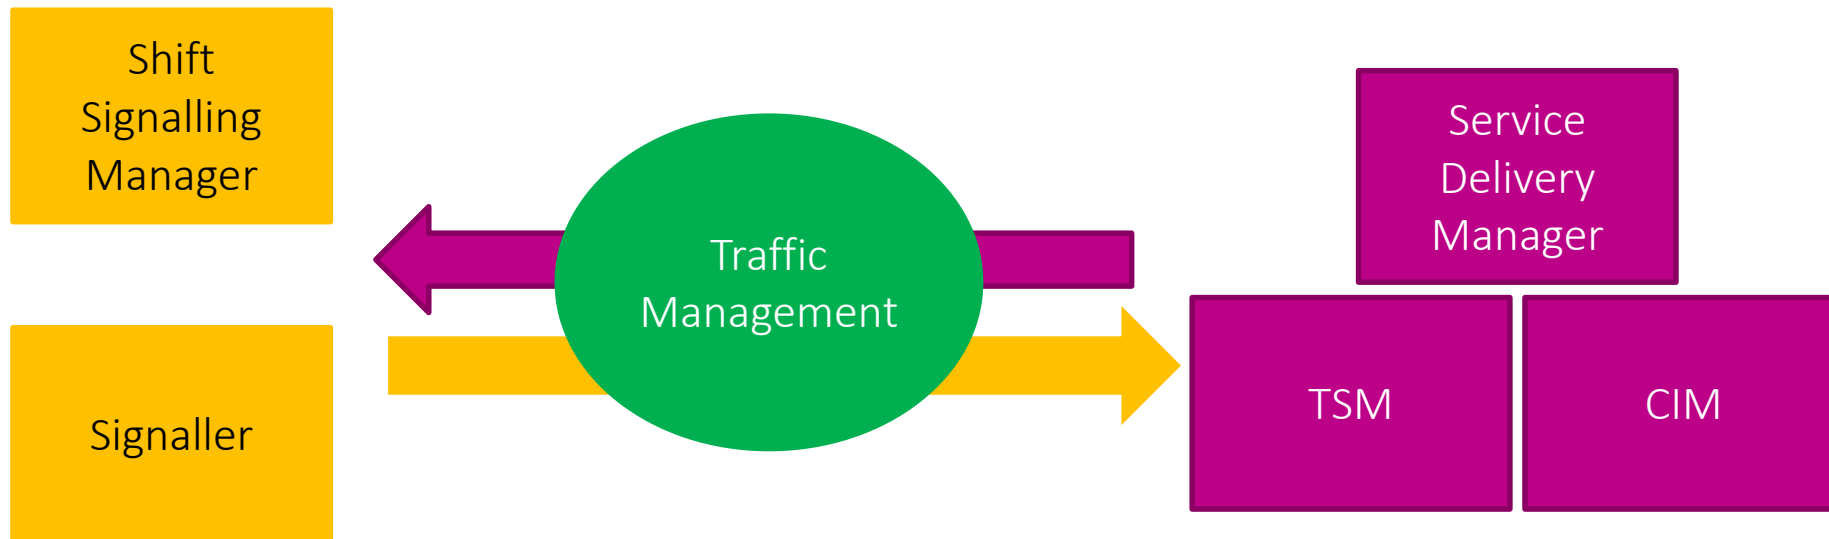 Shift
Signalling
Manager
Signaller
Traffic
Management
Service
Delivery
Manager
TSM
CIM